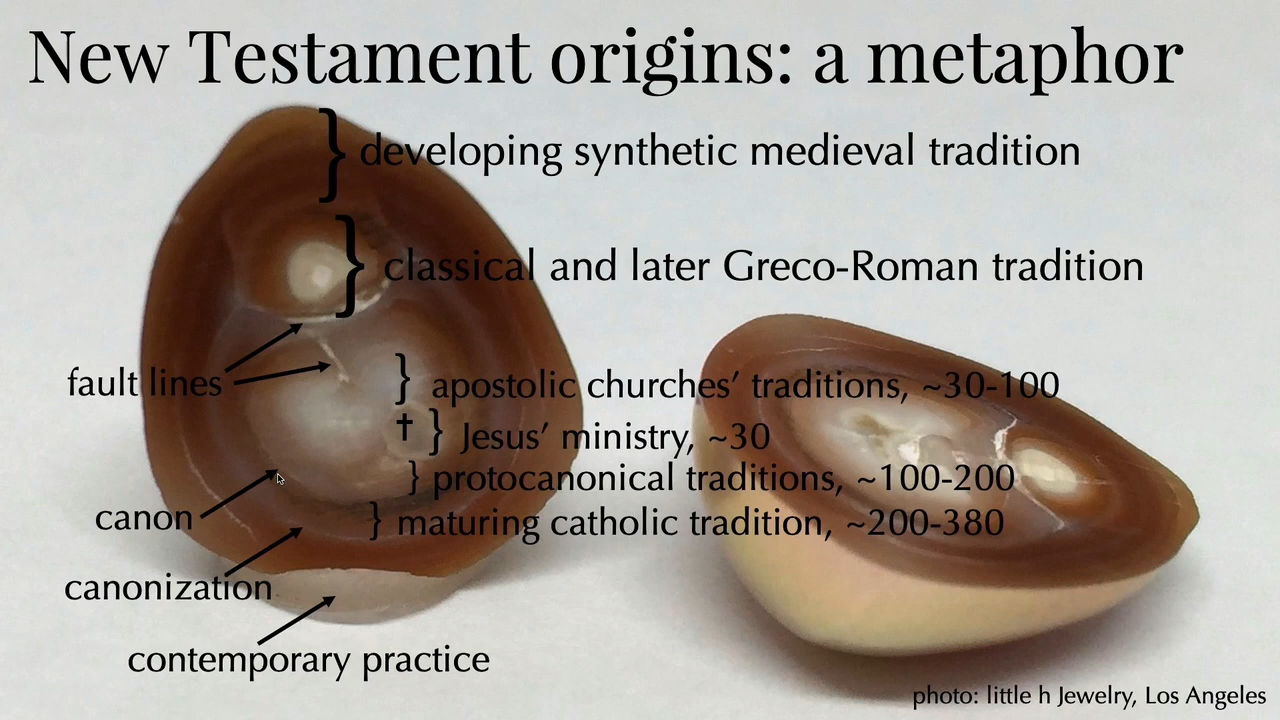 New Testament origins: a metaphor
} developing synthetic medieval tradition
} classical and later Greco-Roman tradition
fault lines
} apostolic churches’ traditions, ~30-100
† } Jesus’ ministry, ~30
} protocanonical traditions, ~100-200
canon
} maturing catholic tradition, ~200-380
canonization
contemporary practice
photo: little h Jewelry, Los Angeles